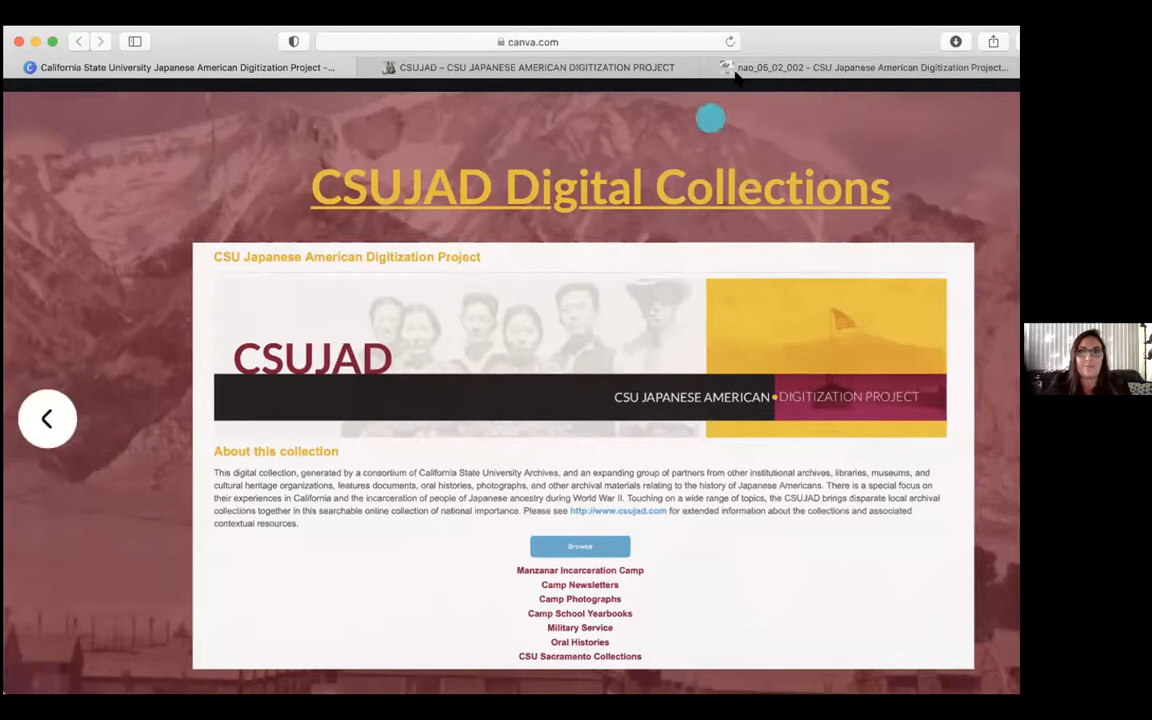 canva.com
California State University Japanese American Digitization Project –...
CSUJAD – CSU JAPANESE AMERICAN DIGITIZATION PROJECT
nap_05_02_002 - CSU Japanese American Digitization Project...
CSUJAD Digital Collections
CSU Japanese American Digitization Project
CSUJAD
CSU JAPANESE AMERICAN DIGITIZATION PROJECT
About this collection
This digital collection, generated by a consortium of California State University Archives, and an expanding group of partners from other institutional archives, libraries, museums, and
cultural heritage organizations, features documents, oral histories, photographs, and other archival materials relating to the history of Japanese Americans. There is a special focus on
their experiences in California and the incarceration of people of Japanese ancestry during World War II. Touching on a wide range of topics, the CSUJAD brings disparate local archival
collections together in this searchable online collection of national importance. Please see http://www.csujad.com for extended information about the collections and associated
contextual resources.
Browse
Manzanar Incarceration Camp
Camp Newsletters
Camp Photographs
Camp School Yearbooks
Military Service
Oral Histories
CSU Sacramento Collections